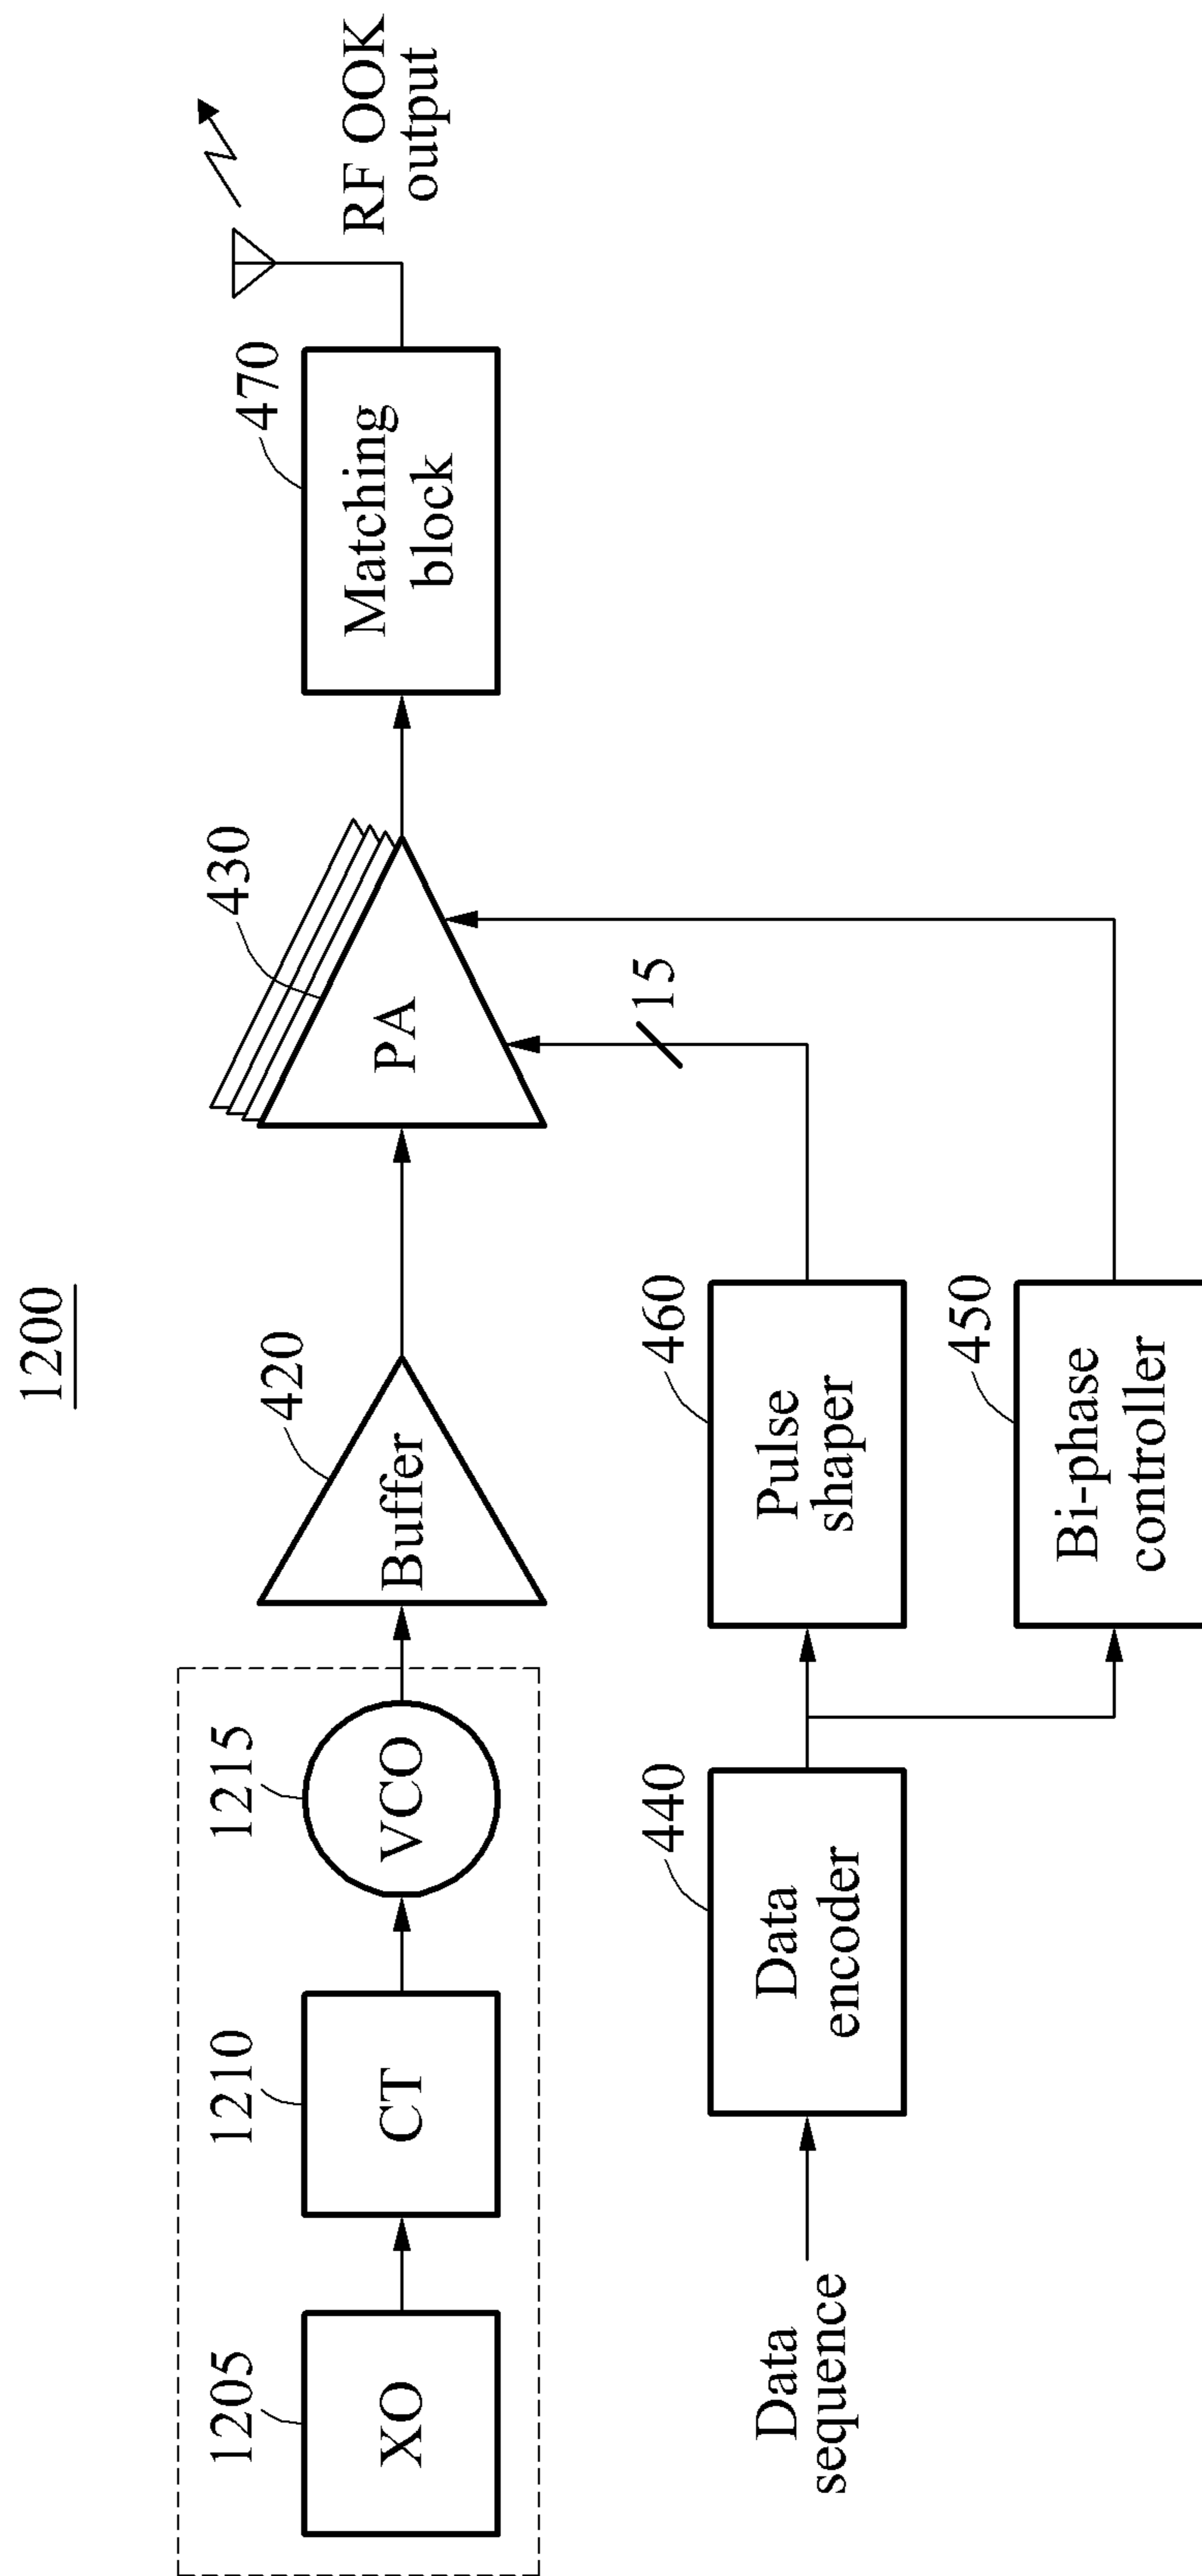 1200
1205
XO
1210
CT
1215
VCO
420
Buffer
430
PA
470
Matching
block
RF OOK
output
15
Data
sequence
440
Data
encoder
460
Pulse
shaper
450
Bi-phase
controller